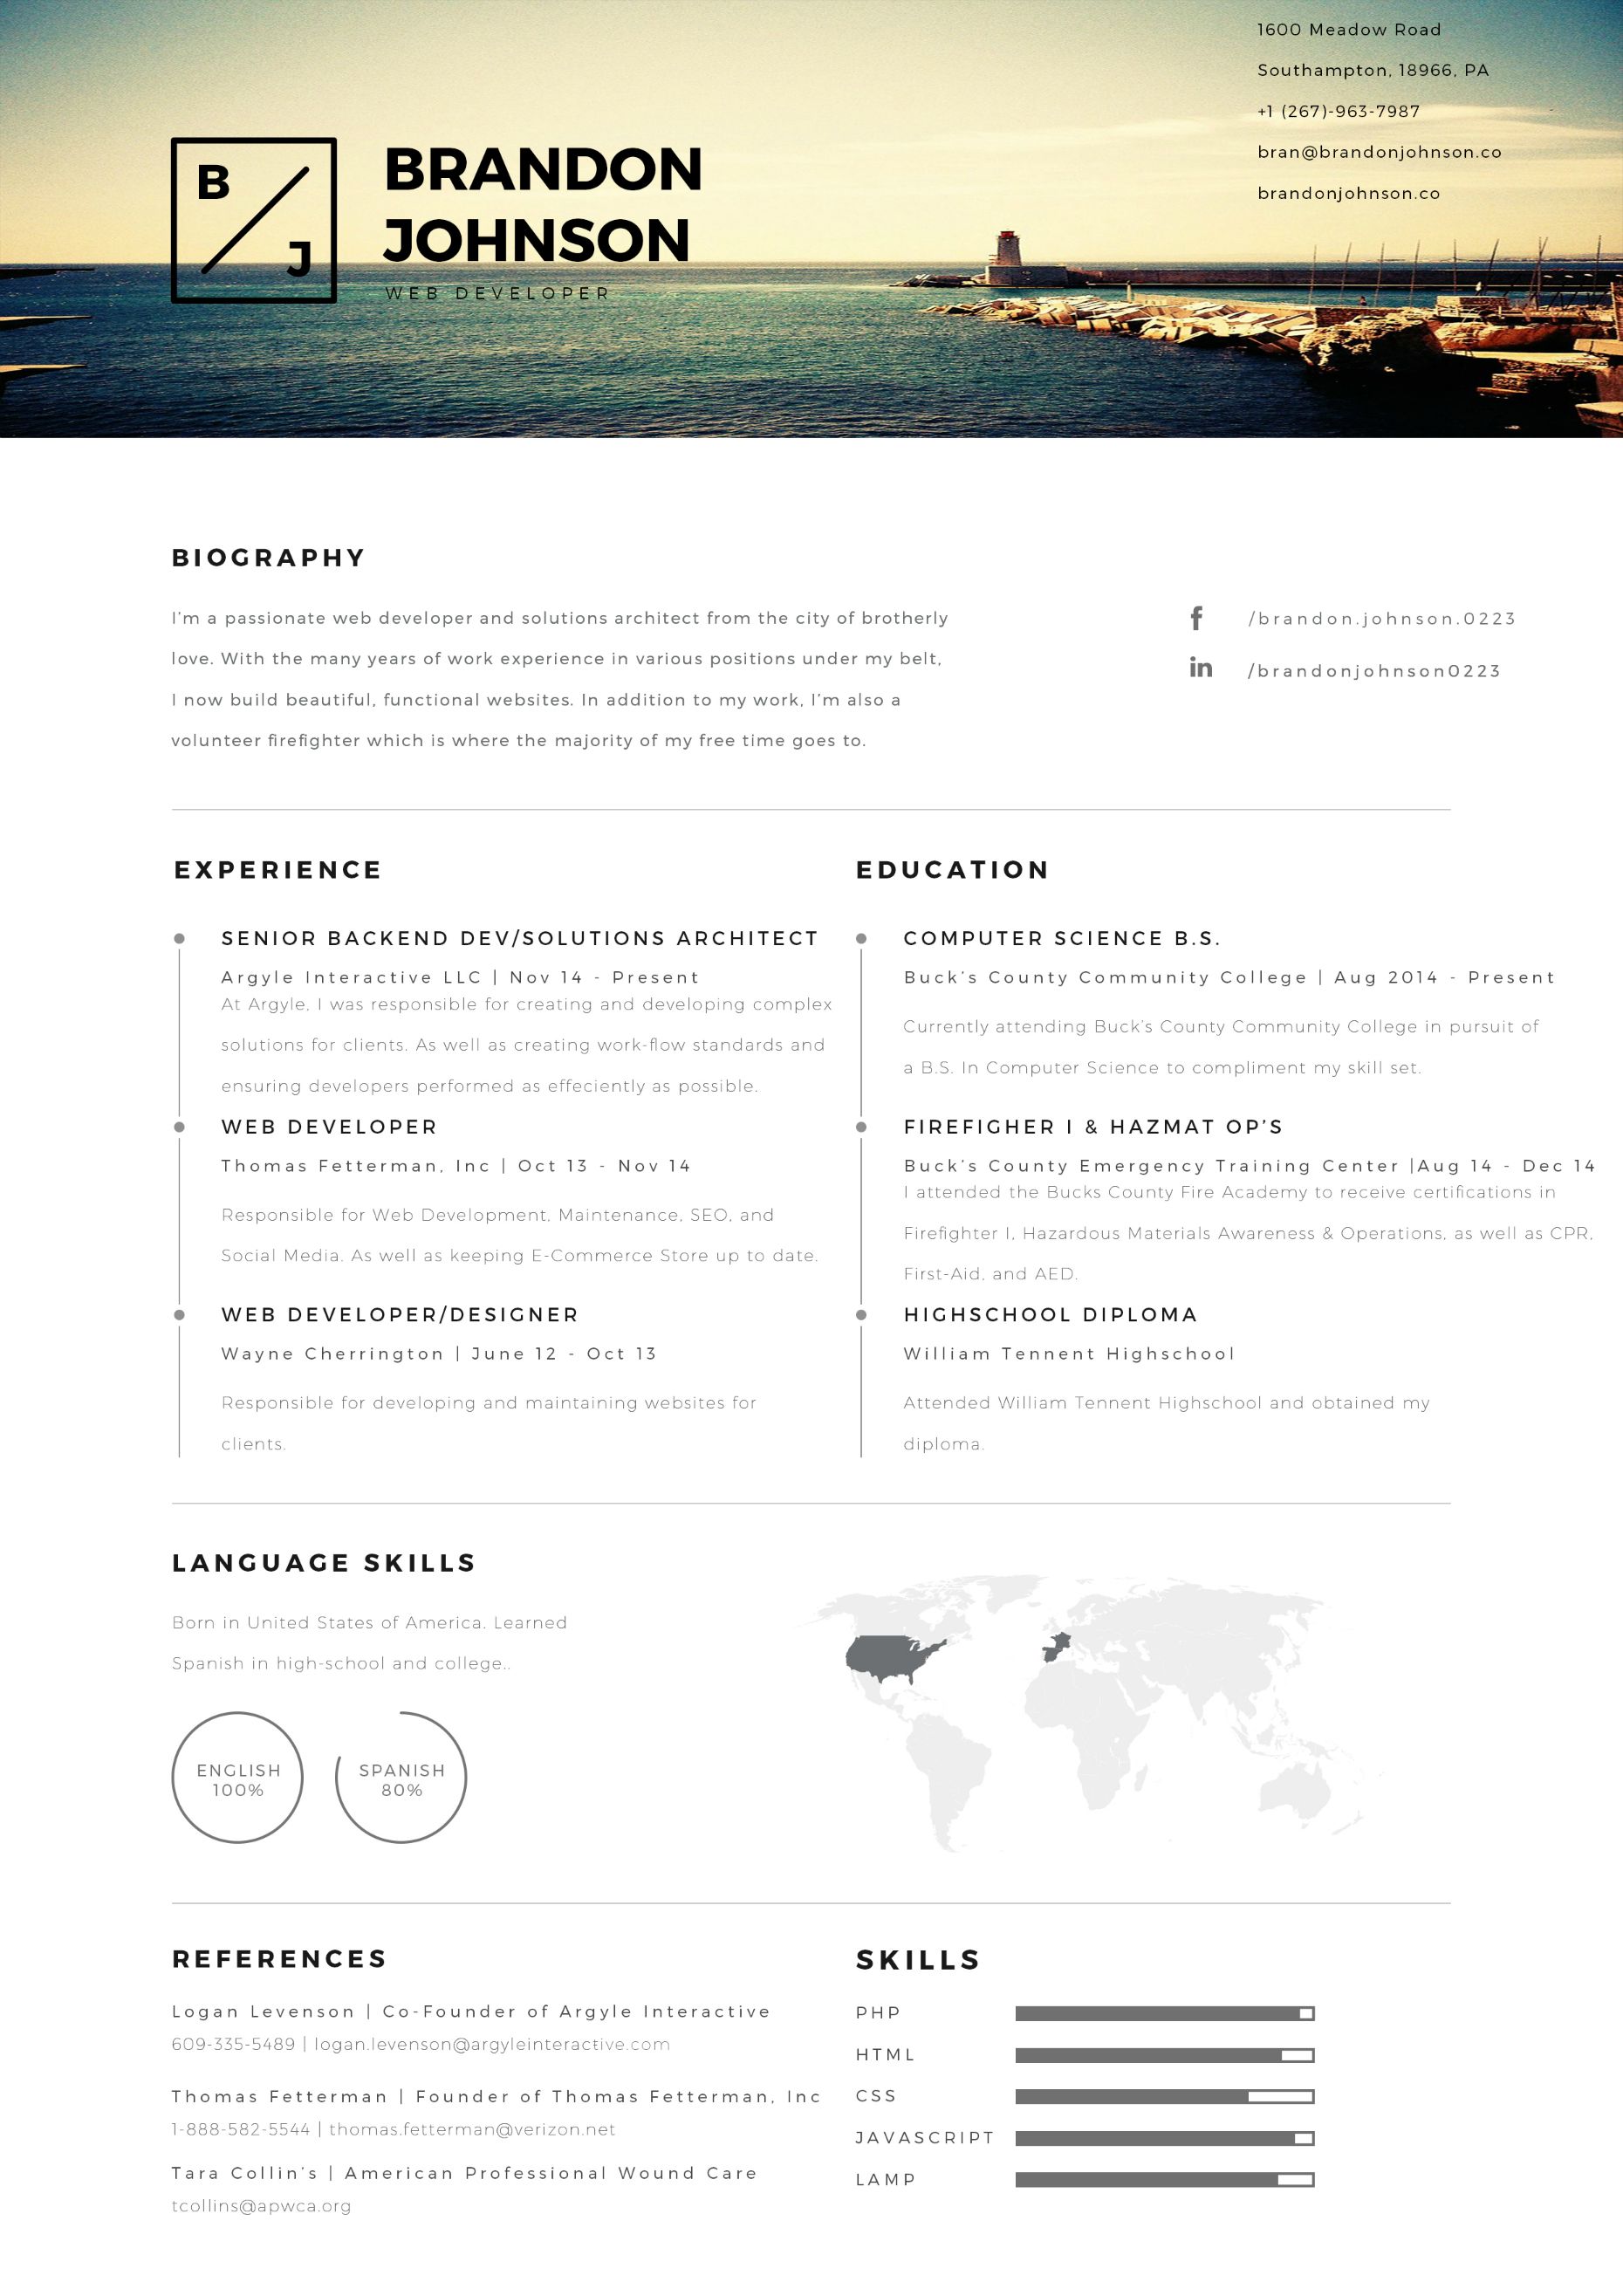 1600 Meadow Road
Southampton, 18966, PA
+1 (267)-963-7987
bran@brandonjohnson.co
brandonjohnson.co
B
J
BRANDON
JOHNSON
WEB DEVELOPER
BIOGRAPHY
I'm a passionate web developer and solutions architect from the city of brotherly
love. With the many years of work experience in various positions under my belt,
I now build beautiful, functional websites. In addition to my work, I'm also a
volunteer firefighter which is where the majority of my free time goes to.
f /brandon.johnson.0223
in /brandonjohnson0223
EXPERIENCE
SENIOR BACKEND DEV/SOLUTIONS ARCHITECT
Argyle Interactive LLC | Nov 14 - Present
At Argyle, I was responsible for creating and developing complex
solutions for clients. As well as creating work-flow standards and
ensuring developers performed as effeciently as possible.
WEB DEVELOPER
Thomas Fetterman, Inc | Oct 13 - Nov 14
Responsible for Web Development, Maintenance, SEO, and
Social Media. As well as keeping E-Commerce Store up to date.
WEB DEVELOPER/DESIGNER
Wayne Cherrington | June 12 - Oct 13
Responsible for developing and maintaining websites for
clients.
EDUCATION
COMPUTER SCIENCE B.S.
Buck's County Community College | Aug 2014 - Present
Currently attending Buck's County Community College in pursuit of
a B.S. In Computer Science to compliment my skill set.
FIREFIGHER I & HAZMAT OP'S
Buck's County Emergency Training Center |Aug 14 - Dec 14
I attended the Bucks County Fire Academy to receive certifications in
Firefighter I, Hazardous Materials Awareness & Operations, as well as CPR,
First-Aid, and AED.
HIGHSCHOOL DIPLOMA
William Tennent Highschool
Attended William Tennent Highschool and obtained my
diploma.
LANGUAGE SKILLS
Born in United States of America. Learned
Spanish in high-school and college..
ENGLISH
100%
SPANISH
80%
REFERENCES
Logan Levenson | Co-Founder of Argyle Interactive
609-335-5489 | logan.levenson@argyleinteractive.com
Thomas Fetterman | Founder of Thomas Fetterman, Inc
1-888-582-5544 | thomas.fetterman@verizon.net
Tara Collin's | American Professional Wound Care
tcollins@apwca.org
SKILLS
PHP
HTML
CSS
JAVASCRIPT
LAMP